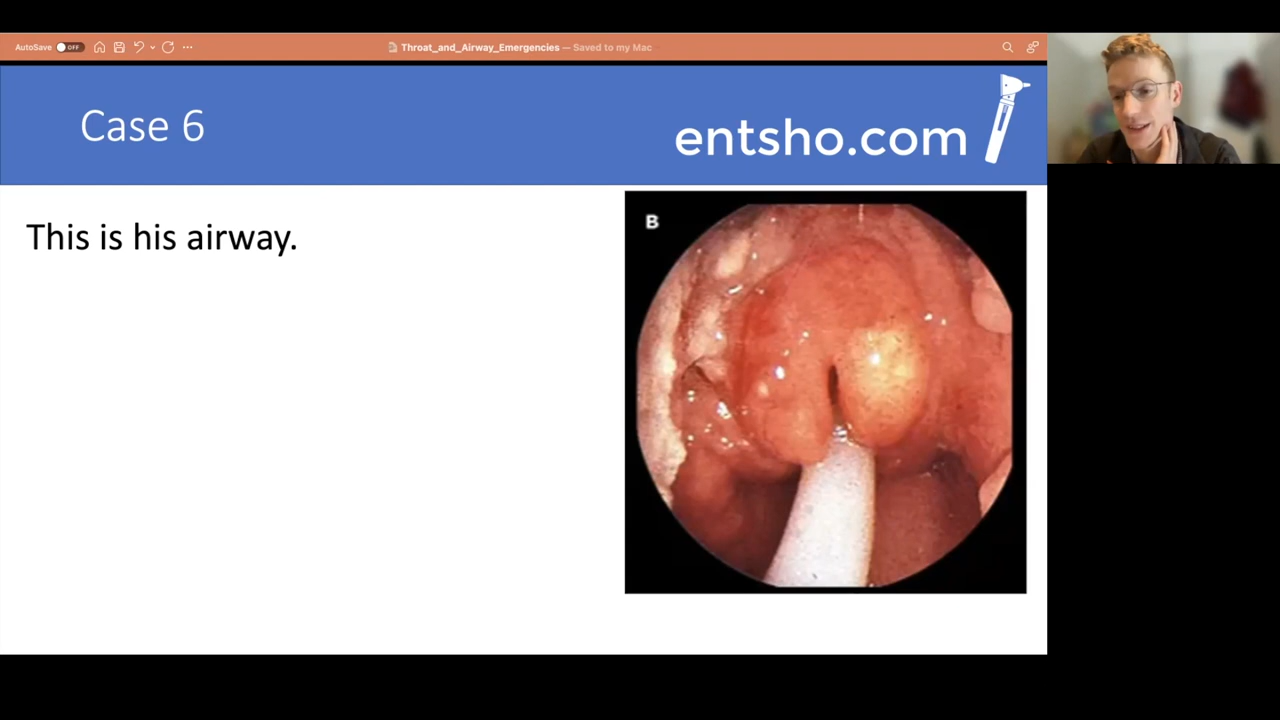 AutoSave OFF
Throat_and_Airway_Emergencies — Saved to my Mac
Case 6
entsho.com
This is his airway.
B